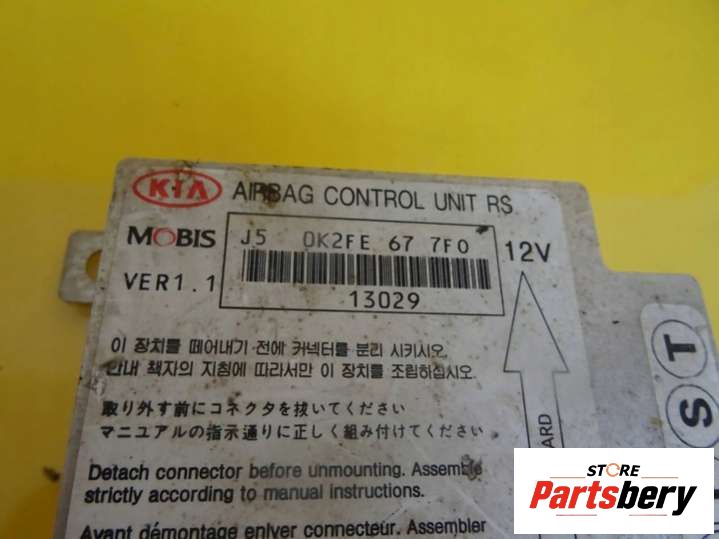 KIA AIRBAG CONTROL UNIT RS
MOBIS J5 0K2FE 67 7F0 12V
VER1.1
13029
이 장치를 떼어내기 전에 커넥터를 분리 시키시오.
안내 책자의 지침에 따라서만 이 장치를 조립하십시오.
取り外す前にコネクタを抜いてください
マニュアルの指示通りに正しく組み付けてください
Detach connector before unmounting. Assemble
strictly according to manual instructions.
Avant démontage enlver connecteur. Assembler
ARD
S T
STORE
Partsbery